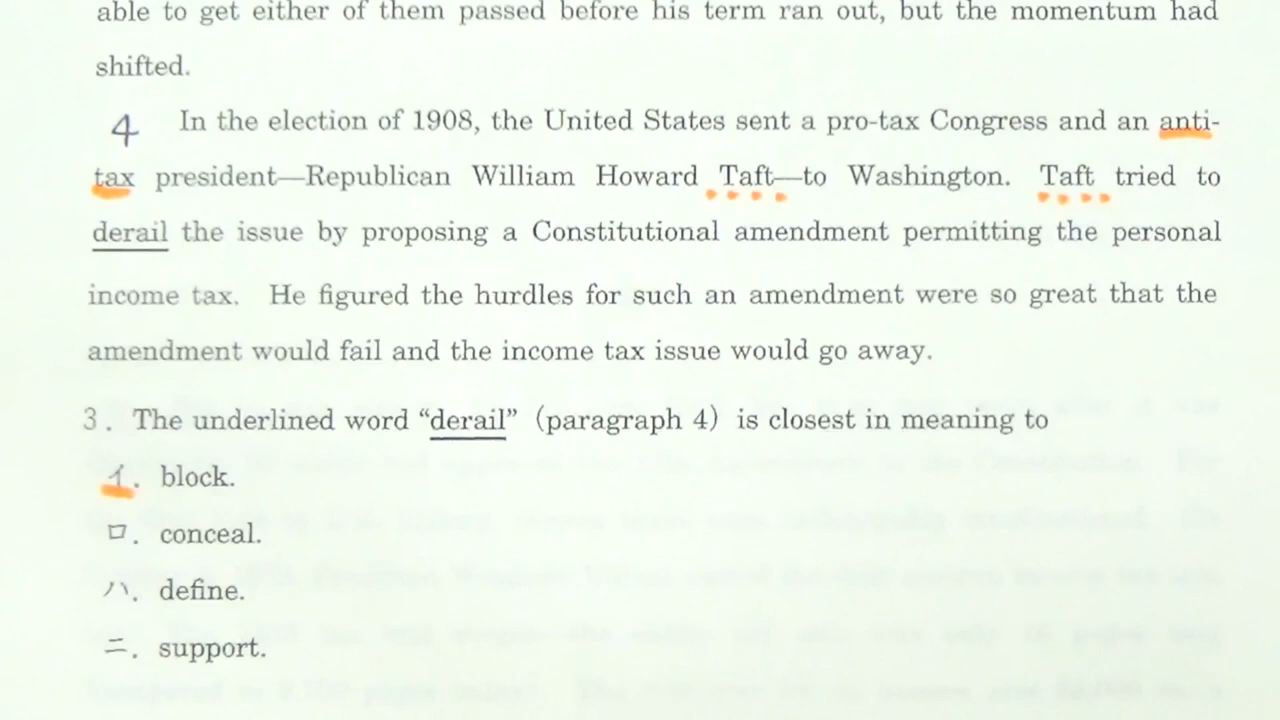 able to get either of them passed before his term ran out, but the momentum had
shifted.
4 In the election of 1908, the United States sent a pro-tax Congress and an anti-
tax president—Republican William Howard Taft—to Washington. Taft tried to
derail the issue by proposing a Constitutional amendment permitting the personal
income tax. He figured the hurdles for such an amendment were so great that the
amendment would fail and the income tax issue would go away.
3. The underlined word “derail” (paragraph 4) is closest in meaning to
イ. block.
ロ. conceal.
ハ. define.
ニ. support.